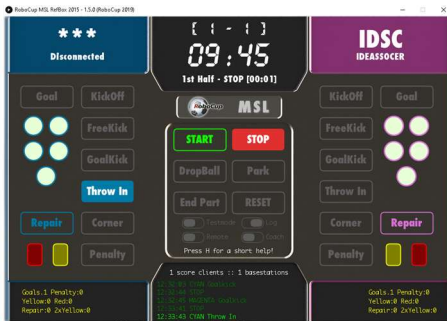 RoboCup MSL RefBox 2015 - 1.5.0 (RoboCup 2019)
***
Disconnected
[ 1 - 1 ]
09:45
1st Half - STOP [00:01]
IDSC
IDEASSOCER
Goal
KickOff
FreeKick
GoalKick
Throw In
Repair
Corner
Penalty
RoboCup MSL
START
STOP
DropBall
Park
End Part
RESET
TestMode
Log
Remote
Coach
Press H for a short help!
KickOff
Goal
FreeKick
GoalKick
Throw In
Corner
Repair
Penalty
Goals.1 Penalty:0
Yellow:0 Red:0
Repair:0 2xYellow:0
1 score clients :: 1 basestations
12:33:43 CYAN Throw In
Goals.1 Penalty:0
Yellow:0 Red:0
Repair:0 2xYellow:0